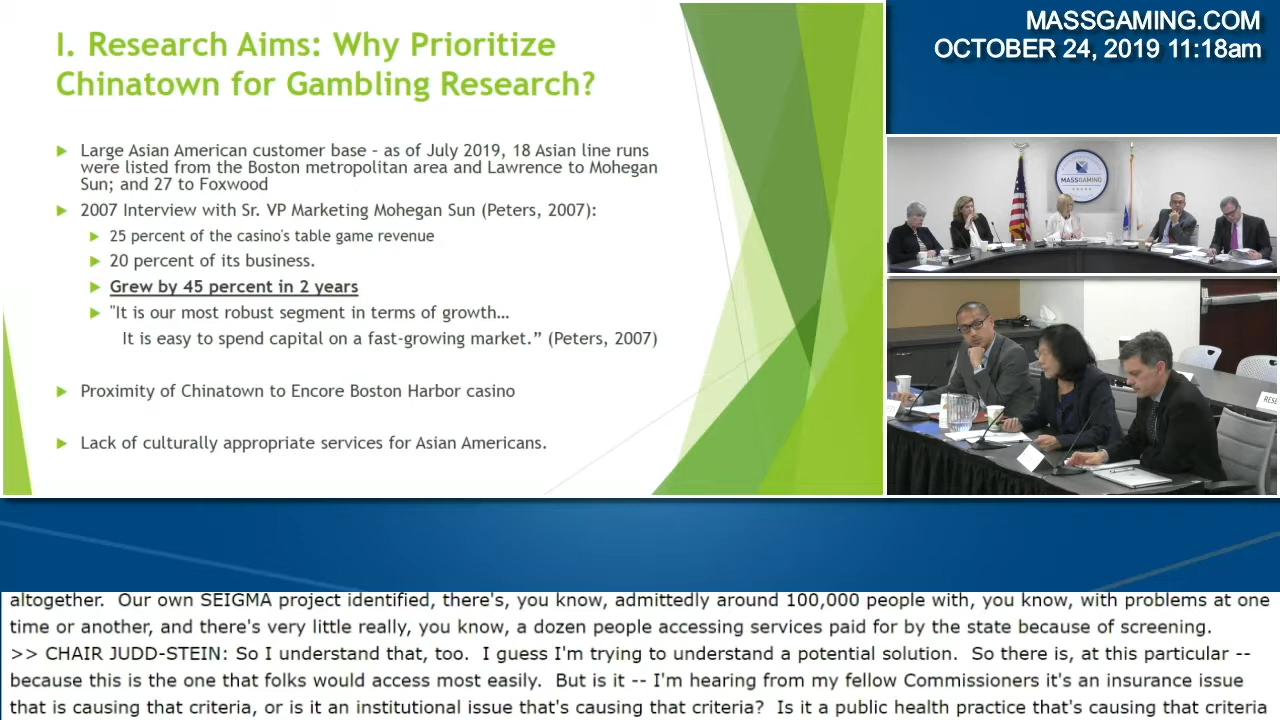 I. Research Aims: Why Prioritize
Chinatown for Gambling Research?
Large Asian American customer base – as of July 2019, 18 Asian line runs
were listed from the Boston metropolitan area and Lawrence to Mohegan
Sun; and 27 to Foxwood
2007 Interview with Sr. VP Marketing Mohegan Sun (Peters, 2007):
25 percent of the casino's table game revenue
20 percent of its business.
Grew by 45 percent in 2 years
"It is our most robust segment in terms of growth…
It is easy to spend capital on a fast-growing market.” (Peters, 2007)
Proximity of Chinatown to Encore Boston Harbor casino
Lack of culturally appropriate services for Asian Americans.
MASSGAMING.COM
OCTOBER 24, 2019 11:18am
MASSGAMING
altogether. Our own SEIGMA project identified, there's, you know, admittedly around 100,000 people with, you know, with problems at one
time or another, and there's very little really, you know, a dozen people accessing services paid for by the state because of screening.
>> CHAIR JUDD-STEIN: So I understand that, too. I guess I'm trying to understand a potential solution. So there is, at this particular --
because this is the one that folks would access most easily. But is it -- I'm hearing from my fellow Commissioners it's an insurance issue
that is causing that criteria, or is it an institutional issue that's causing that criteria? Is it a public health practice that's causing that criteria